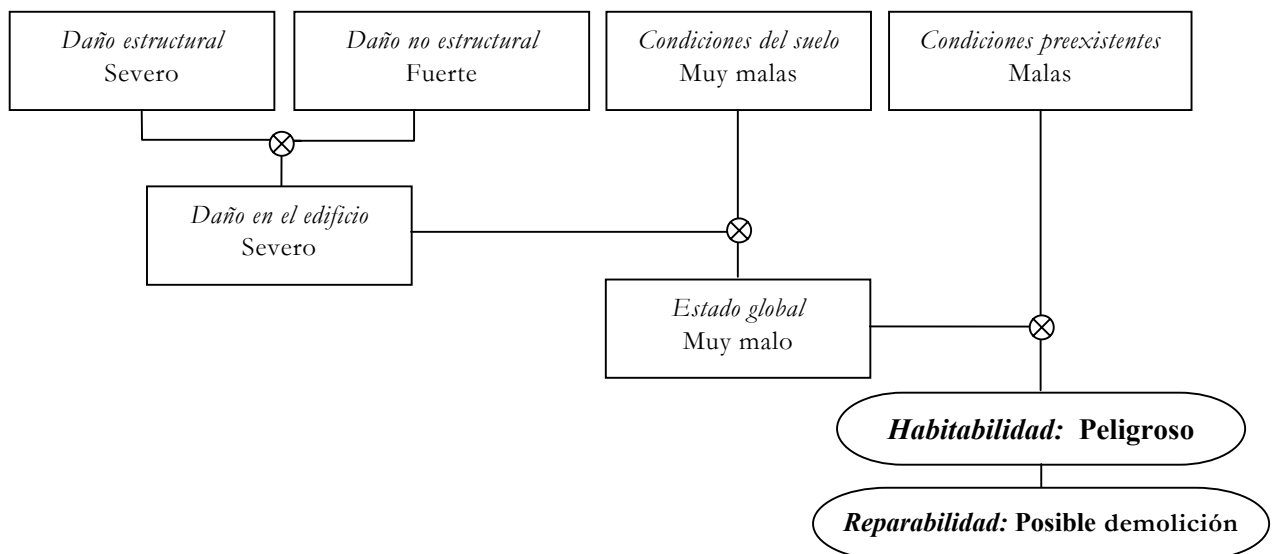 Daño estructural
Severo
Daño no estructural
Fuerte
Condiciones del suelo
Muy malas
Condiciones preexistentes
Malas
Daño en el edificio
Severo
Estado global
Muy malo
Habitabilidad: Peligroso
Reparabilidad: Posible demolición